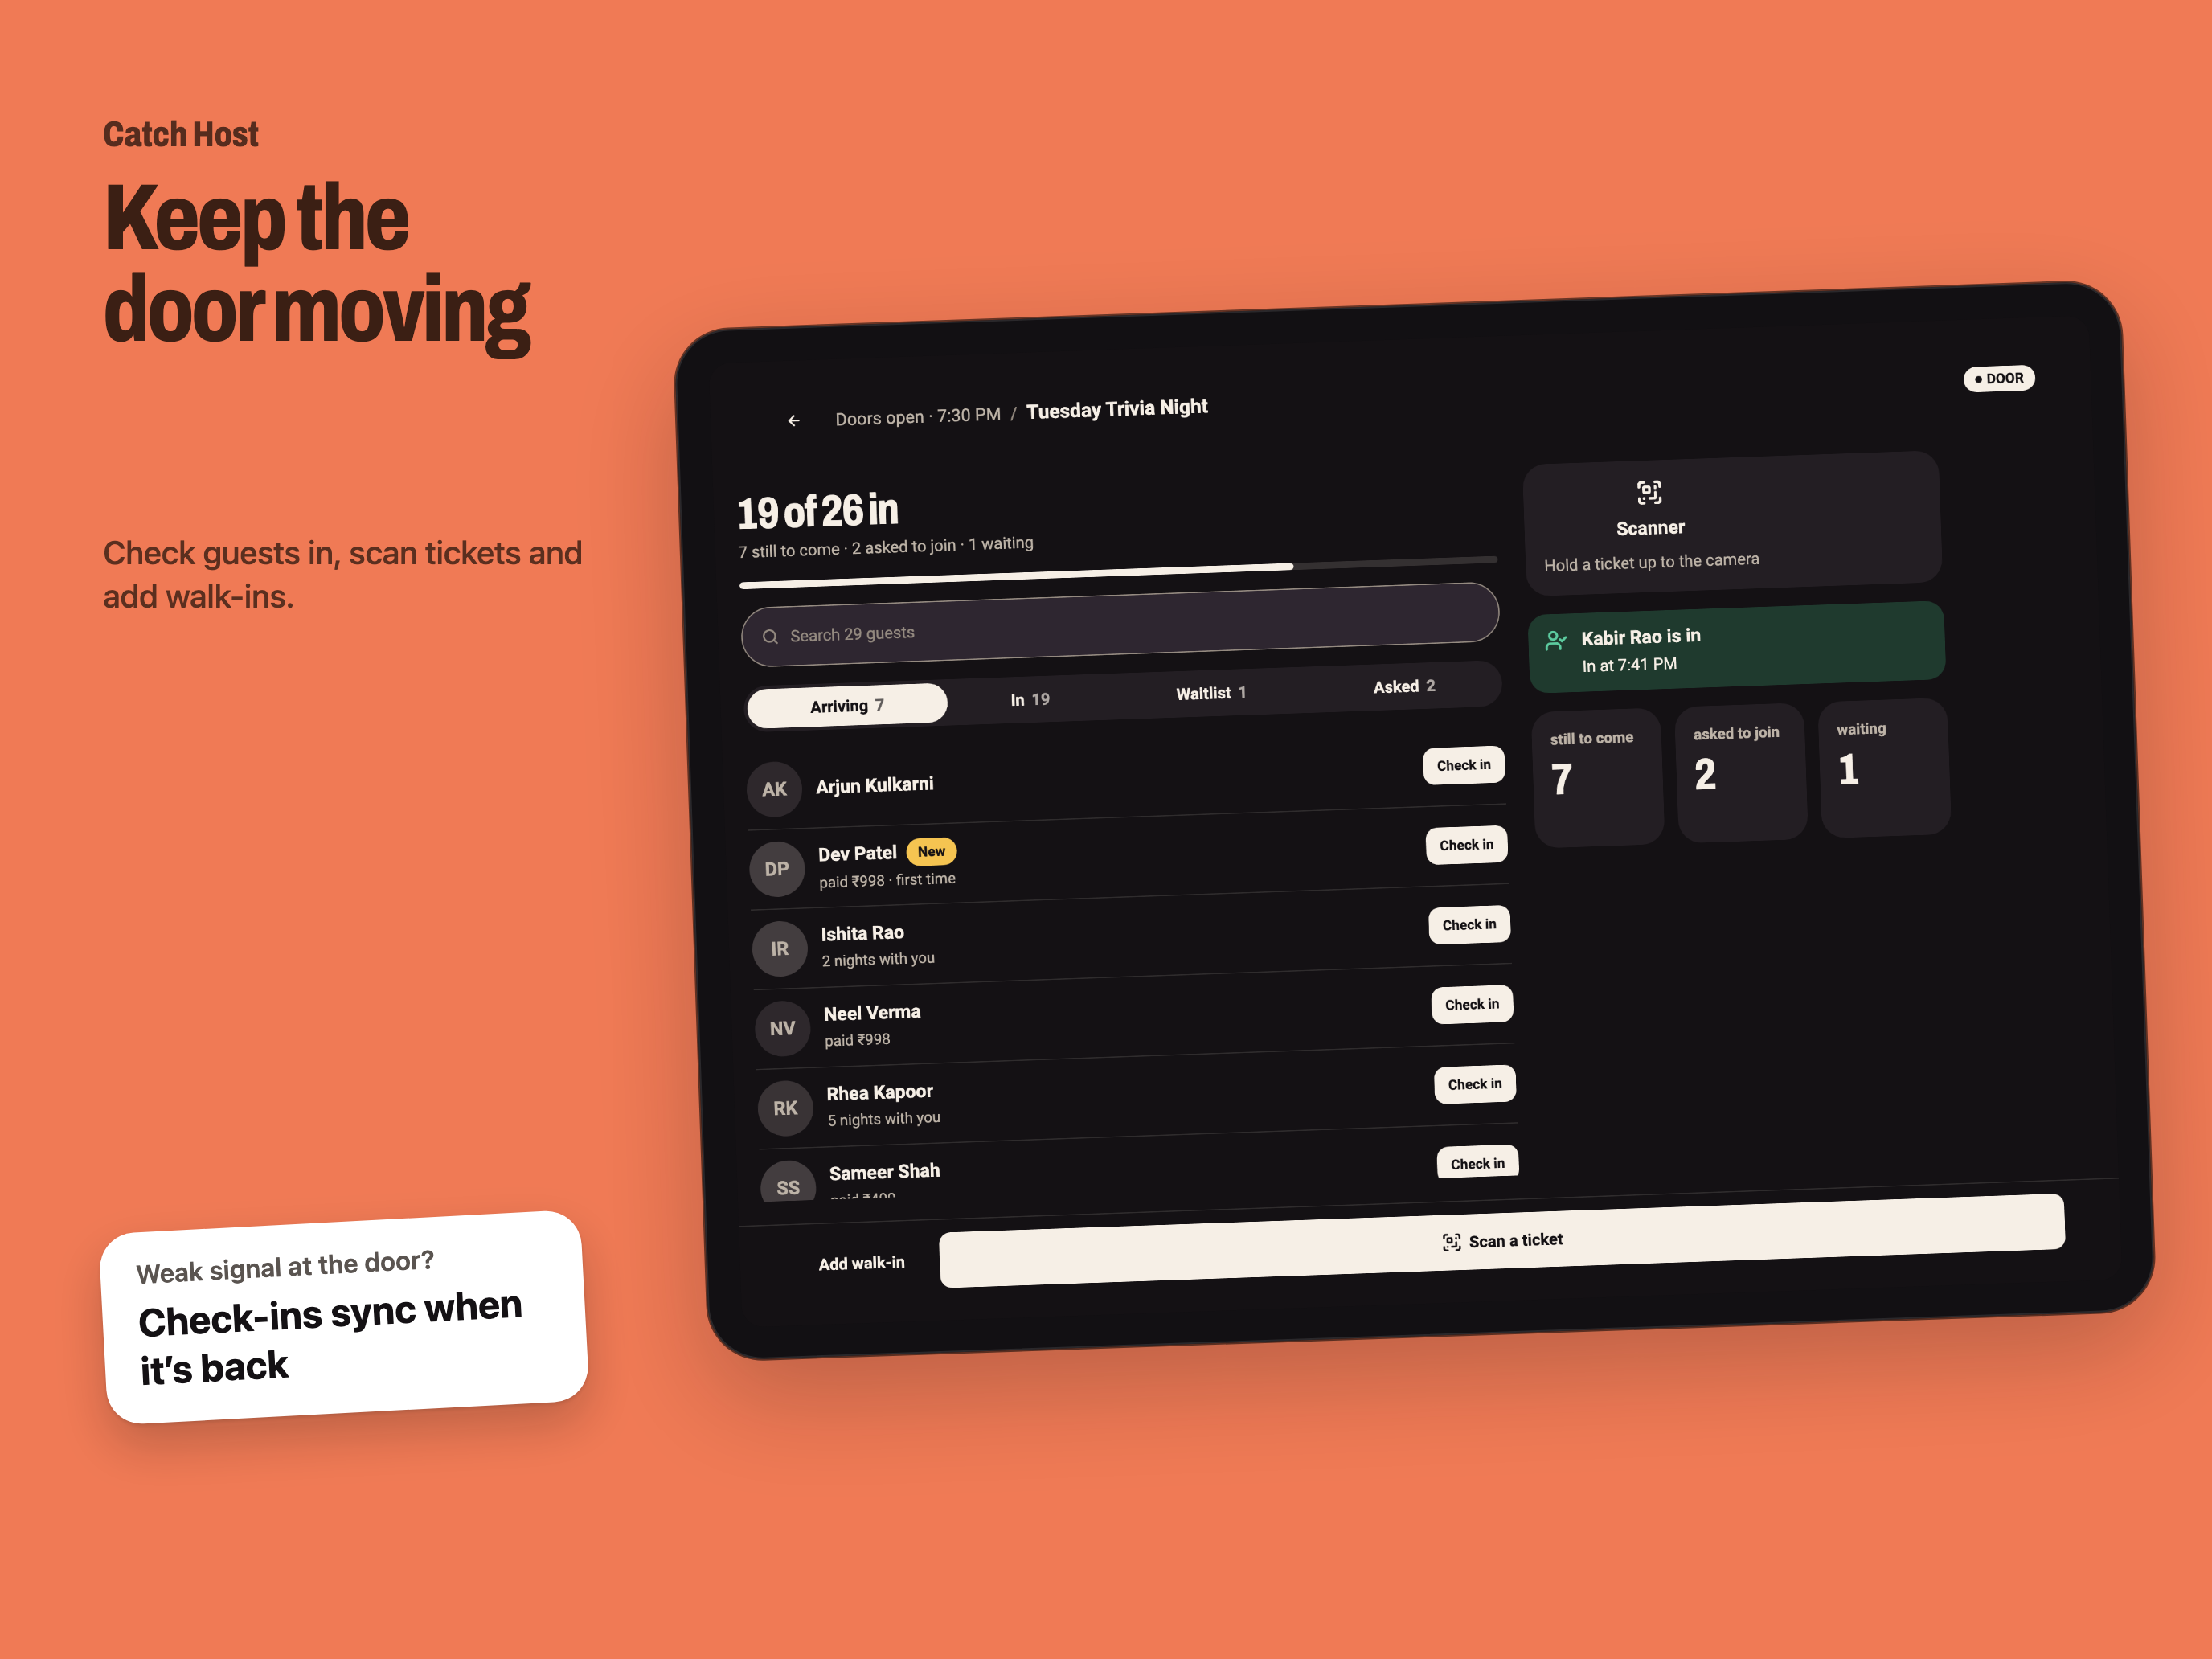 Catch Host
Keep the
door moving
Check guests in, scan tickets and
add walk-ins.
Weak signal at the door?
Check-ins sync when
it's back
Doors open · 7:30 PM / Tuesday Trivia Night
• DOOR
19 of 26 in
7 still to come · 2 asked to join · 1 waiting
Search 29 guests
Arriving 7
In 19
Waitlist 1
Asked 2
AK
Arjun Kulkarni
Check in
DP
Dev Patel New
paid ₹998 · first time
Check in
IR
Ishita Rao
2 nights with you
Check in
NV
Neel Verma
paid ₹998
Check in
RK
Rhea Kapoor
5 nights with you
Check in
SS
Sameer Shah
paid ₹499
Check in
Scanner
Hold a ticket up to the camera
Kabir Rao is in
In at 7:41 PM
still to come
7
asked to join
2
waiting
1
Add walk-in
Scan a ticket